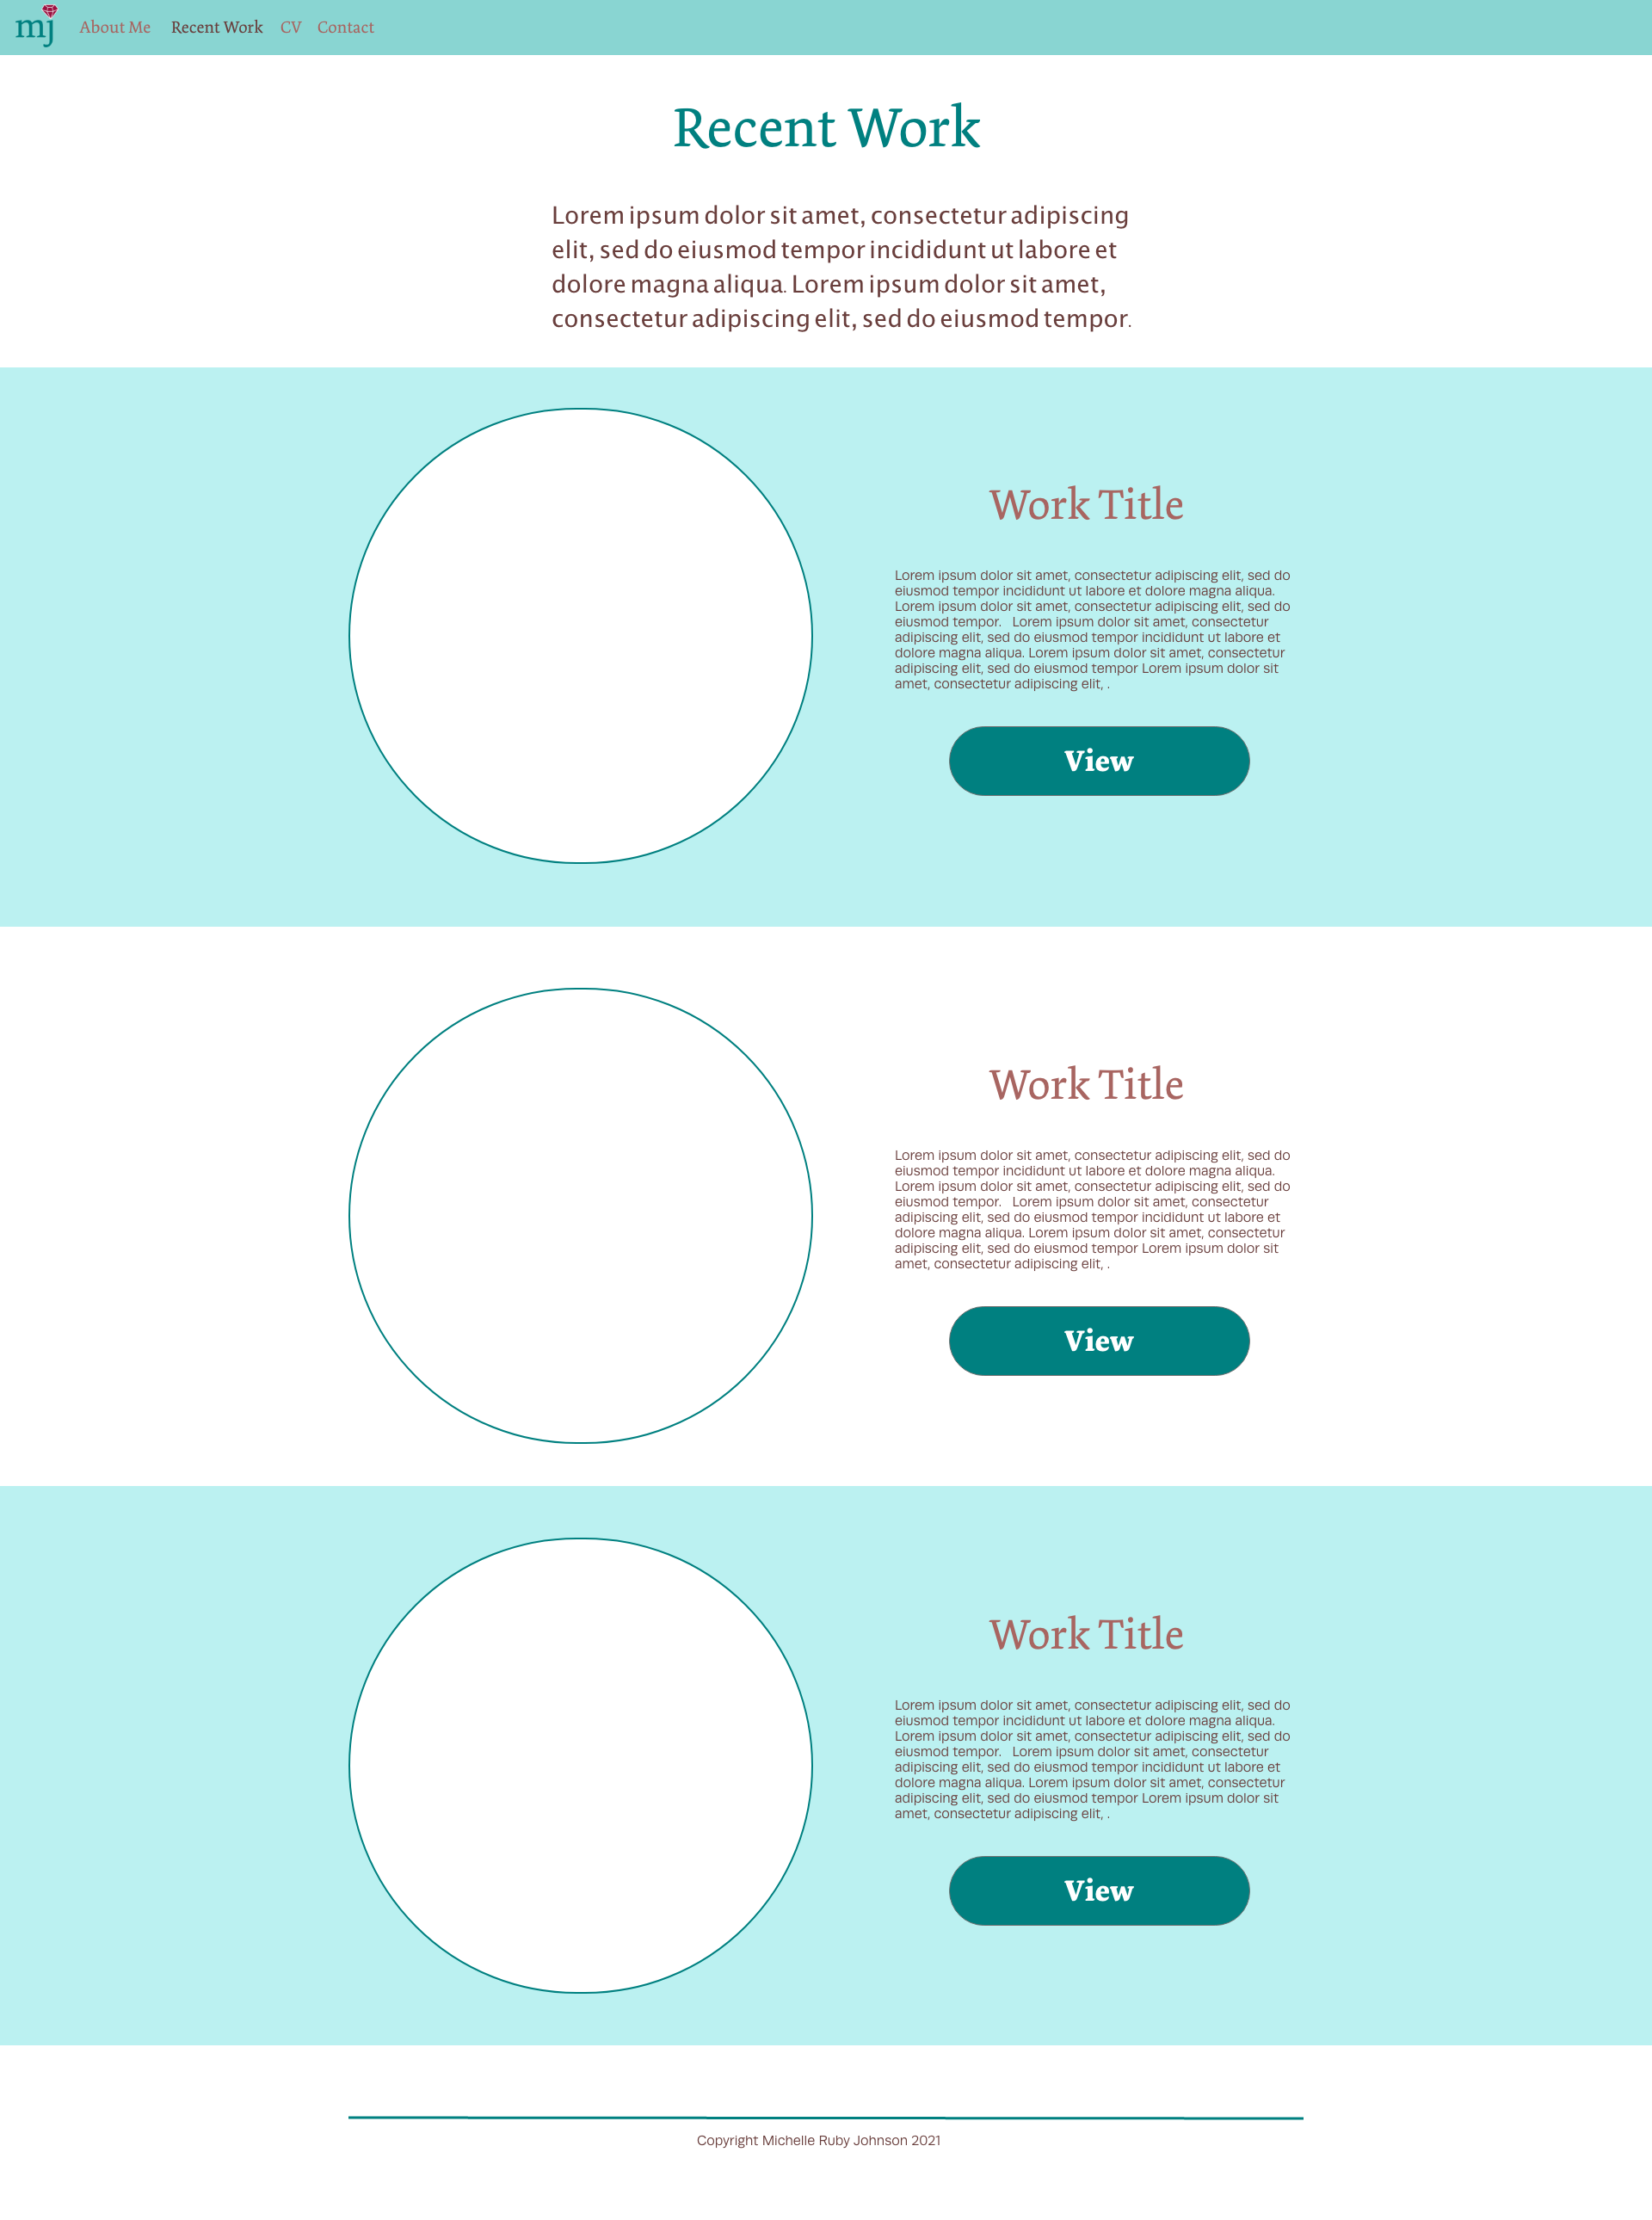 mj
About Me Recent Work CV Contact
Recent Work
Lorem ipsum dolor sit amet, consectetur adipiscing
elit, sed do eiusmod tempor incididunt ut labore et
dolore magna aliqua. Lorem ipsum dolor sit amet,
consectetur adipiscing elit, sed do eiusmod tempor.
Work Title
Lorem ipsum dolor sit amet, consectetur adipiscing elit, sed do
eiusmod tempor incididunt ut labore et dolore magna aliqua.
Lorem ipsum dolor sit amet, consectetur adipiscing elit, sed do
eiusmod tempor.   Lorem ipsum dolor sit amet, consectetur
adipiscing elit, sed do eiusmod tempor incididunt ut labore et
dolore magna aliqua. Lorem ipsum dolor sit amet, consectetur
adipiscing elit, sed do eiusmod tempor Lorem ipsum dolor sit
amet, consectetur adipiscing elit, .
View
Work Title
Lorem ipsum dolor sit amet, consectetur adipiscing elit, sed do
eiusmod tempor incididunt ut labore et dolore magna aliqua.
Lorem ipsum dolor sit amet, consectetur adipiscing elit, sed do
eiusmod tempor.   Lorem ipsum dolor sit amet, consectetur
adipiscing elit, sed do eiusmod tempor incididunt ut labore et
dolore magna aliqua. Lorem ipsum dolor sit amet, consectetur
adipiscing elit, sed do eiusmod tempor Lorem ipsum dolor sit
amet, consectetur adipiscing elit, .
View
Work Title
Lorem ipsum dolor sit amet, consectetur adipiscing elit, sed do
eiusmod tempor incididunt ut labore et dolore magna aliqua.
Lorem ipsum dolor sit amet, consectetur adipiscing elit, sed do
eiusmod tempor.   Lorem ipsum dolor sit amet, consectetur
adipiscing elit, sed do eiusmod tempor incididunt ut labore et
dolore magna aliqua. Lorem ipsum dolor sit amet, consectetur
adipiscing elit, sed do eiusmod tempor Lorem ipsum dolor sit
amet, consectetur adipiscing elit, .
View
Copyright Michelle Ruby Johnson 2021